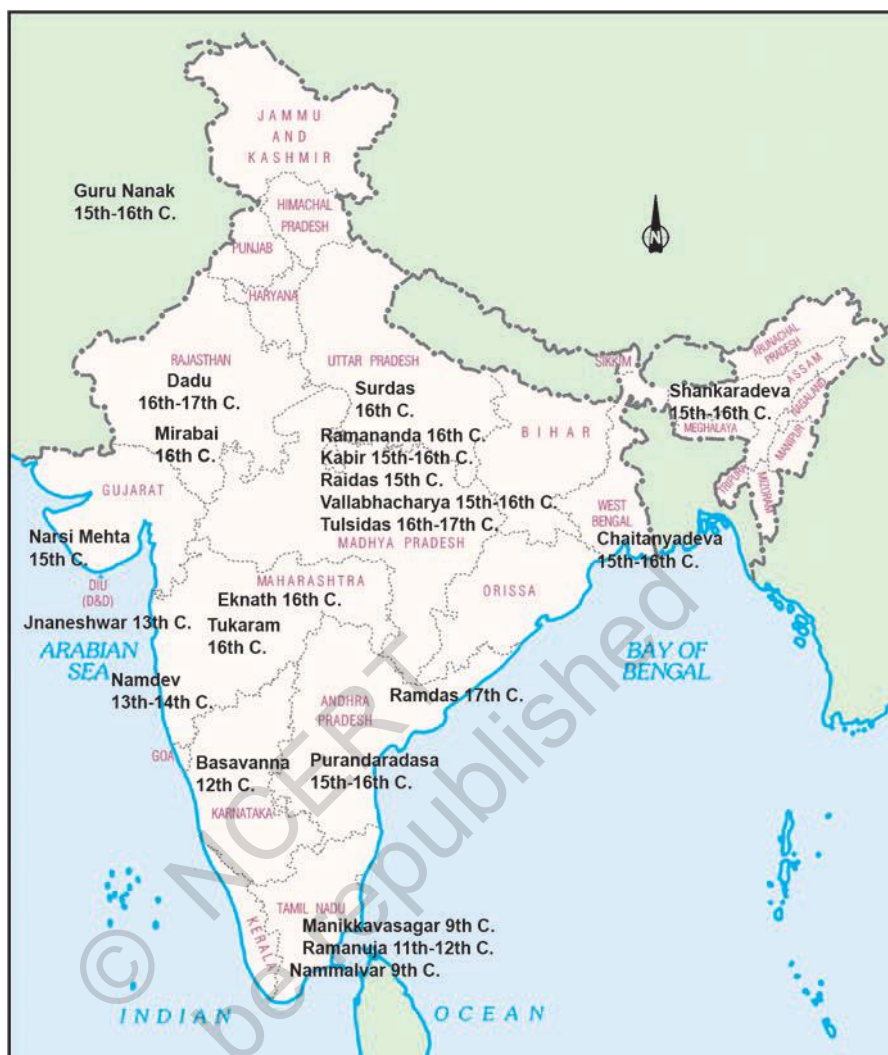 JAMMU
AND
KASHMIR
Guru Nanak
15th-16th C.
HIMACHAL
PRADESH
PUNJAB
HARYANA
N
RAJASTHAN
Dadu
16th-17th C.
Mirabai
16th C.
UTTAR PRADESH
Surdas
16th C.
Ramananda 16th C.
Kabir 15th-16th C.
Raidas 15th C.
Vallabhacharya 15th-16th C.
Tulsidas 16th-17th C.
MADHYA PRADESH
BIHAR
SIKKIM
ARUNACHAL
PRADESH
ASSAM
NAGALAND
Shankaradeva
15th-16th C.
MEGHALAYA
MANIPUR
TRIPURA
MIZORAM
WEST
BENGAL
Chaitanyadeva
15th-16th C.
GUJARAT
Narsi Mehta
15th C.
DIU
(D&D)
Jnaneshwar 13th C.
ARABIAN
SEA
MAHARASHTRA
Eknath 16th C.
Tukaram
16th C.
ORISSA
BAY OF
BENGAL
Namdev
13th-14th C.
Ramdas 17th C.
ANDHRA
PRADESH
GOA
Basavanna
12th C.
Purandaradasa
15th-16th C.
KARNATAKA
TAMIL NADU
Manikkavasagar 9th C.
Ramanuja 11th-12th C.
Nammalvar 9th C.
KERALA
INDIAN OCEAN
© NCERT
be republished